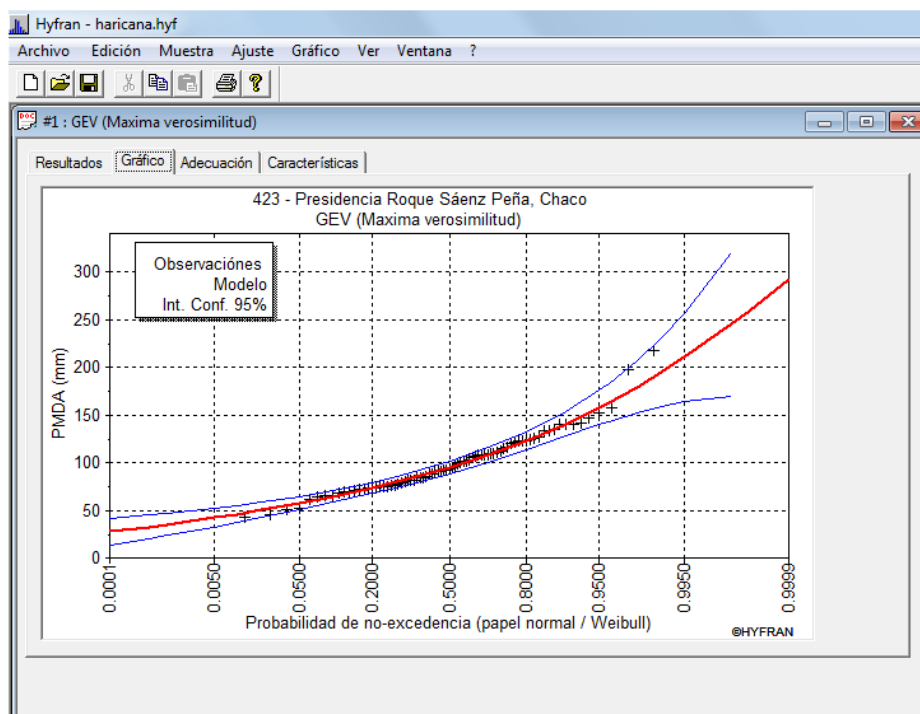 Hyfran - haricana.hyf
Archivo Edición Muestra Ajuste Gráfico Ver Ventana ?
DOC #1 : GEV (Maxima verosimilitud)
Resultados Gráfico Adecuación Características
423 - Presidencia Roque Sáenz Peña, Chaco
GEV (Maxima verosimilitud)
Observaciónes
Modelo
Int. Conf. 95%
PMDA (mm)
300
250
200
150
100
50
0
0.0001 0.0050 0.0500 0.2000 0.5000 0.8000 0.9500 0.9950 0.9999
Probabilidad de no-excedencia (papel normal / Weibull)
©HYFRAN